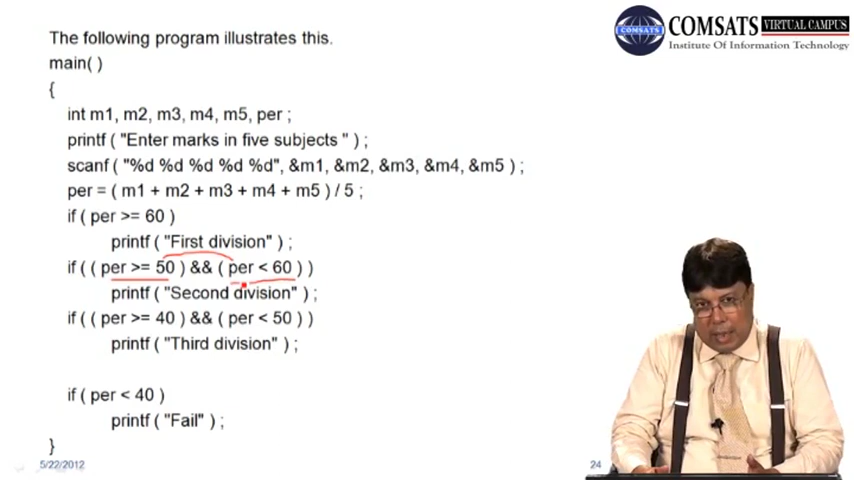 COMSATS VIRTUAL CAMPUS
COMSATS
Institute Of Information Technology
The following program illustrates this.
main( )
{
int m1, m2, m3, m4, m5, per ;
printf ( "Enter marks in five subjects " ) ;
scanf ( "%d %d %d %d %d", &m1, &m2, &m3, &m4, &m5 ) ;
per = ( m1 + m2 + m3 + m4 + m5 ) / 5 ;
if ( per >= 60 )
printf ( "First division" ) ;
if ( ( per >= 50 ) && ( per < 60 ) )
printf ( "Second division" ) ;
if ( ( per >= 40 ) && ( per < 50 ) )
printf ( "Third division" ) ;
if ( per < 40 )
printf ( "Fail" ) ;
}
5/22/2012
24